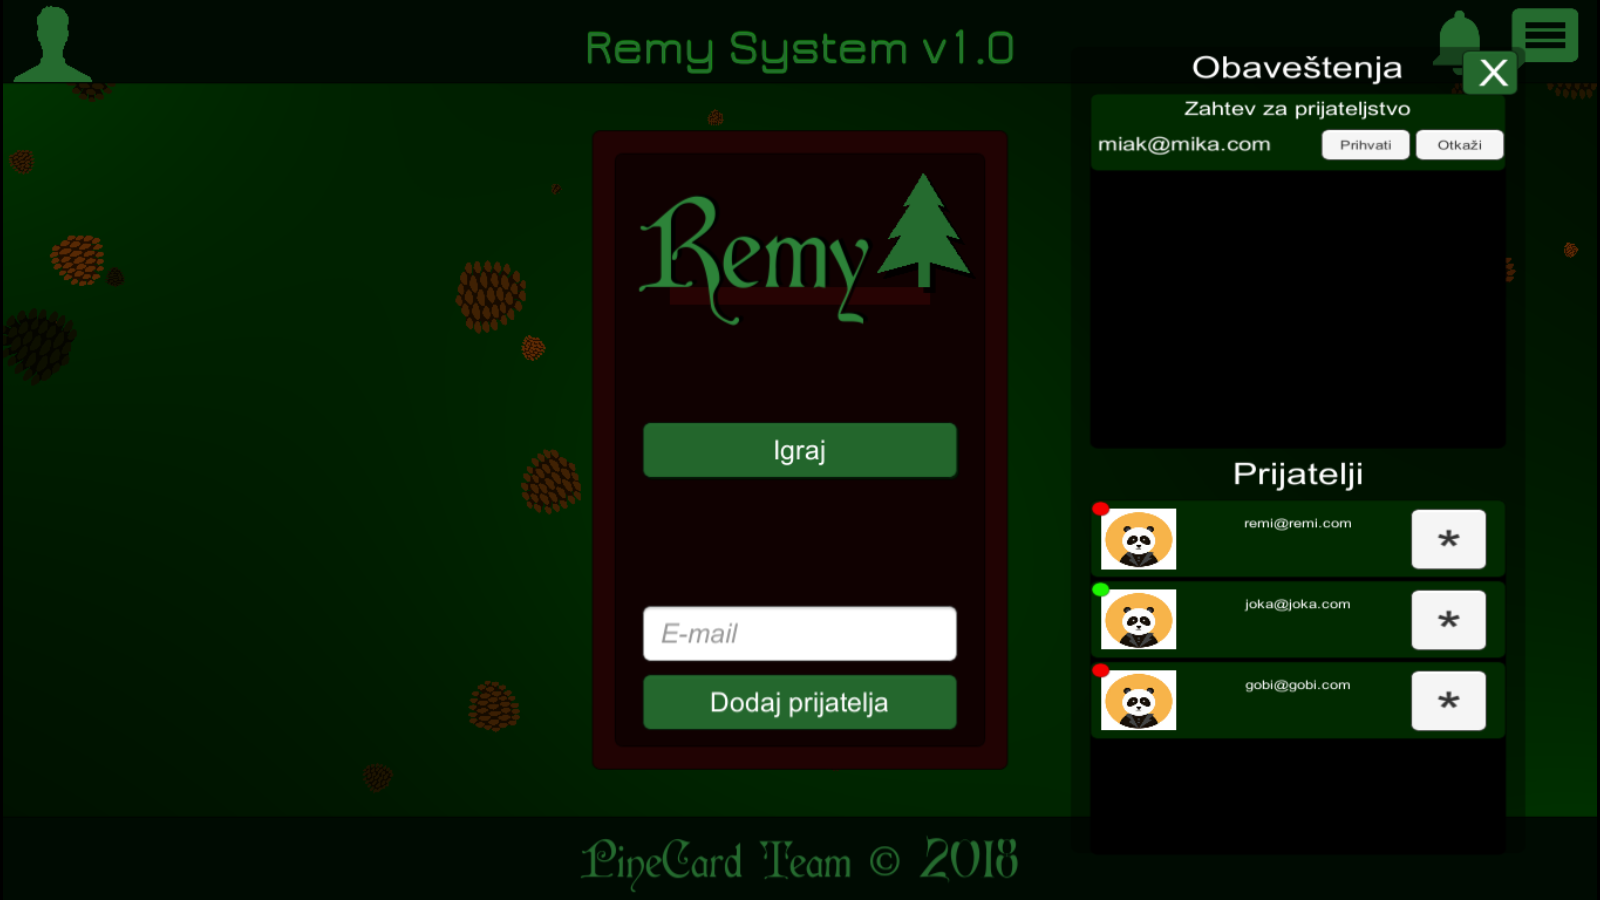 Remy System v1.0
Remy
Igraj
E-mail
Dodaj prijatelja
Obaveštenja
X
Zahtev za prijateljstvo
miak@mika.com
Prihvati
Otkaži
Prijatelji
remi@remi.com
*
joka@joka.com
*
gobi@gobi.com
*
PineCard Team © 2018